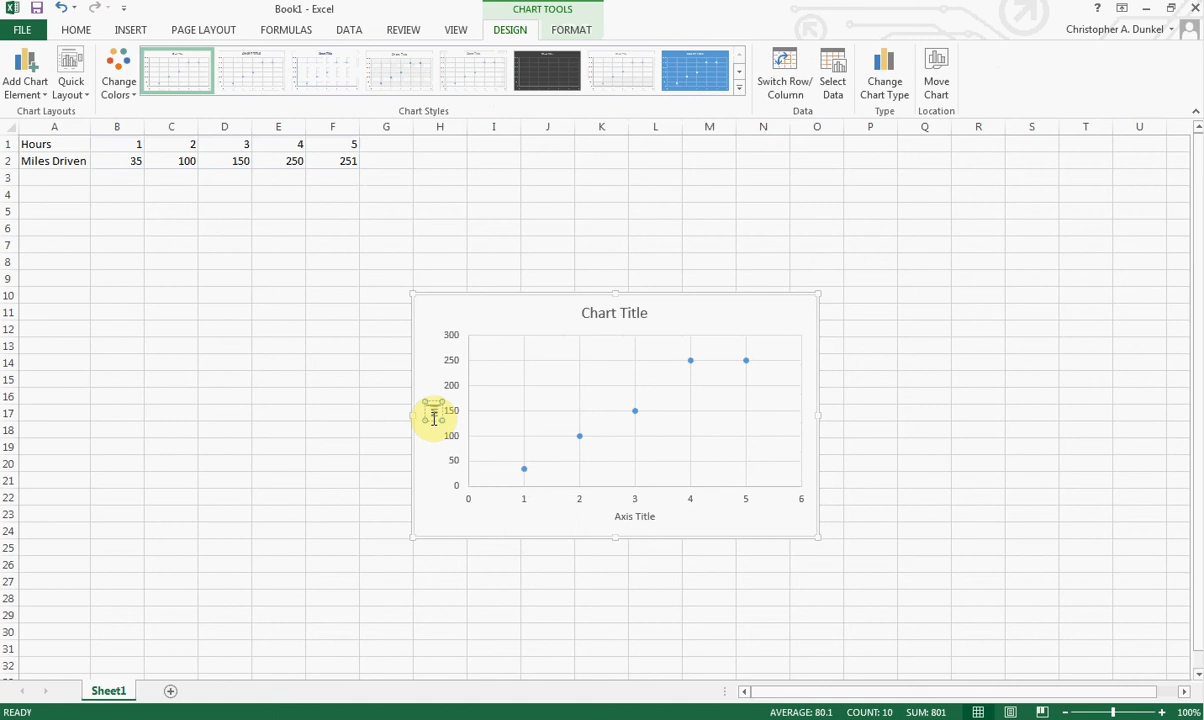 Book1 - Excel
CHART TOOLS
?
FILE HOME INSERT PAGE LAYOUT FORMULAS DATA REVIEW VIEW DESIGN FORMAT Christopher A. Dunkel
Add Chart Element
Quick Layout
Change Colors
Switch Row/ Column
Select Data
Change Chart Type
Move Chart
Chart Layouts Chart Styles Data Type Location
A B C D E F G H I J K L M N O P Q R S T U
1 Hours 1 2 3 4 5
2 Miles Driven 35 100 150 250 251
3
4
5
6
7
8
9
10
11
12
13
14
15
16
17
18
19
20
21
22
23
24
25
26
27
28
29
30
31
32
Chart Title
300
250
200
150
100
50
0
0 1 2 3 4 5 6
Axis Title
Sheet1
READY AVERAGE: 80.1 COUNT: 10 SUM: 801 100%